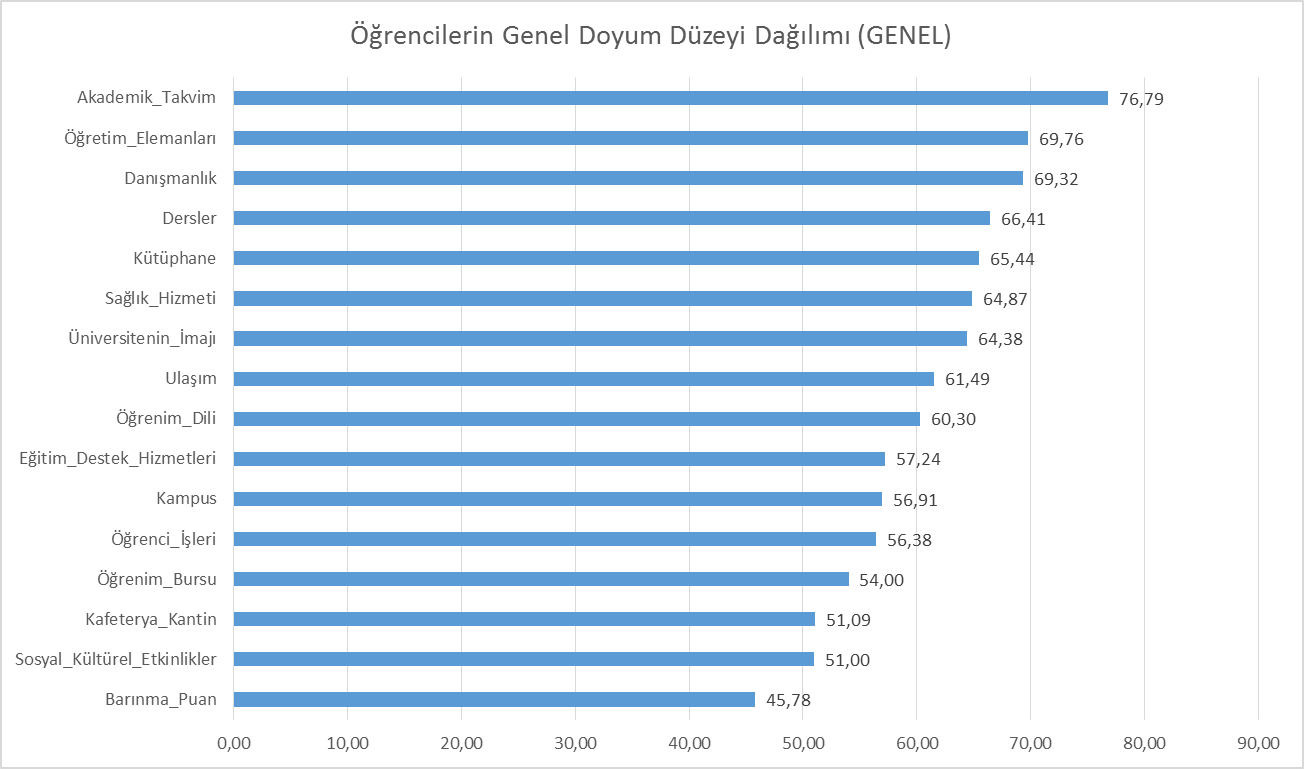 Öğrencilerin Genel Doyum Düzeyi Dağılımı (GENEL)
Akademik_Takvim 76,79
Öğretim_Elemanları 69,76
Danışmanlık 69,32
Dersler 66,41
Kütüphane 65,44
Sağlık_Hizmeti 64,87
Üniversitenin_İmajı 64,38
Ulaşım 61,49
Öğrenim_Dili 60,30
Eğitim_Destek_Hizmetleri 57,24
Kampus 56,91
Öğrenci_İşleri 56,38
Öğrenim_Bursu 54,00
Kafeterya_Kantin 51,09
Sosyal_Kültürel_Etkinlikler 51,00
Barınma_Puan 45,78
0,00 10,00 20,00 30,00 40,00 50,00 60,00 70,00 80,00 90,00